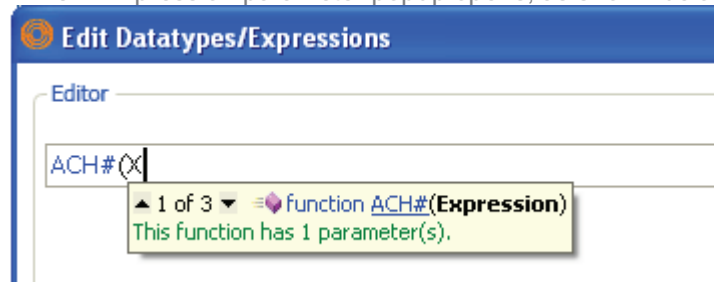 Edit Datatypes/Expressions
Editor
ACH#(X
1 of 3 function ACH#(Expression)
This function has 1 parameter(s).